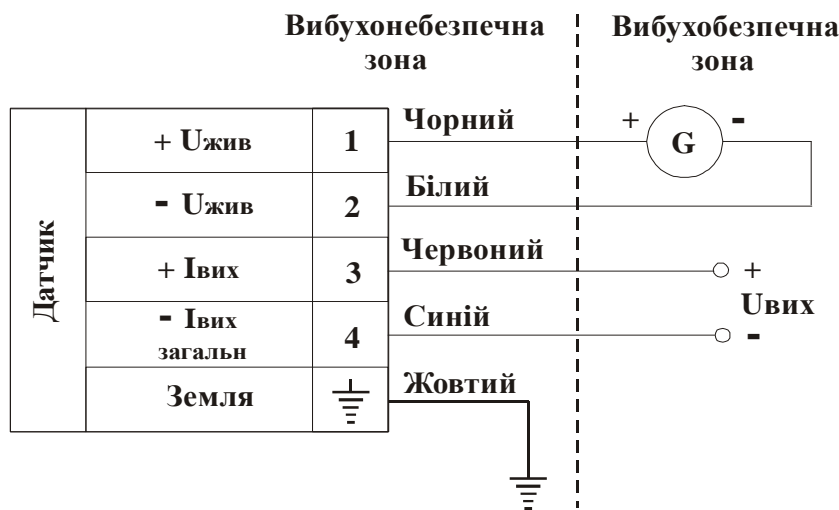 Вибухонебезпечна
зона
Вибухобезпечна
зона
Датчик
+ Uжив
1
Чорний
+
G
-
- Uжив
2
Білий
+ Iвих
3
Червоний
+
Uвих
- Iвих
загальн
4
Синій
-
Земля
Жовтий